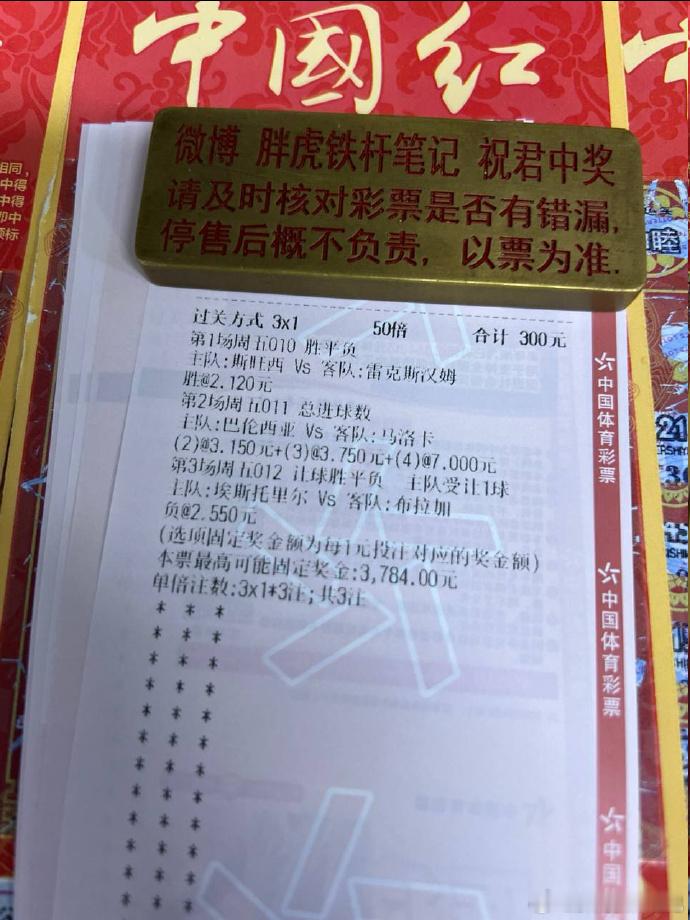 中國红
微博 胖虎铁杆笔记 祝君中奖
请及时核对彩票是否有错漏,
停售后概不负责, 以票为准.
过关方式 3x1 50倍 合计 300元
第1场周五010 胜平负
主队:斯旺西 Vs 客队:雷克斯汉姆
胜@2.120元
第2场周五011 总进球数
主队:巴伦西亚 Vs 客队:马洛卡
(2)@3.150元+(3)@3.750元+(4)@7.000元
第3场周五012 让球胜平负 主队受让1球
主队:埃斯托里尔 Vs 客队:布拉加
负@2.550元
(选项固定奖金额为每1元投注对应的奖金额)
本票最高可能固定奖金:3,784.00元
单倍注数:3x1*3注;共3注
中国体育彩票
中国体育彩票
中国